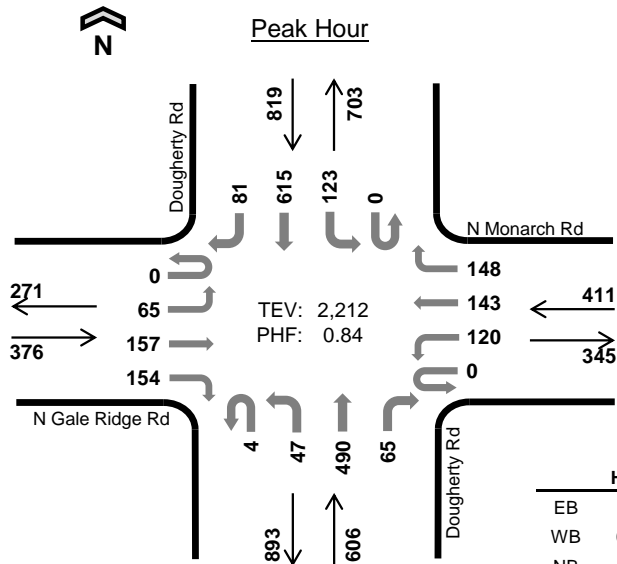 Peak Hour
N
Dougherty Rd
819
703
81
615
123
0
N Monarch Rd
0
148
271
65
TEV: 2,212
143
411
376
157
PHF: 0.84
120
345
154
0
N Gale Ridge Rd
4
47
490
65
Dougherty Rd
893
606
H
EB
WB